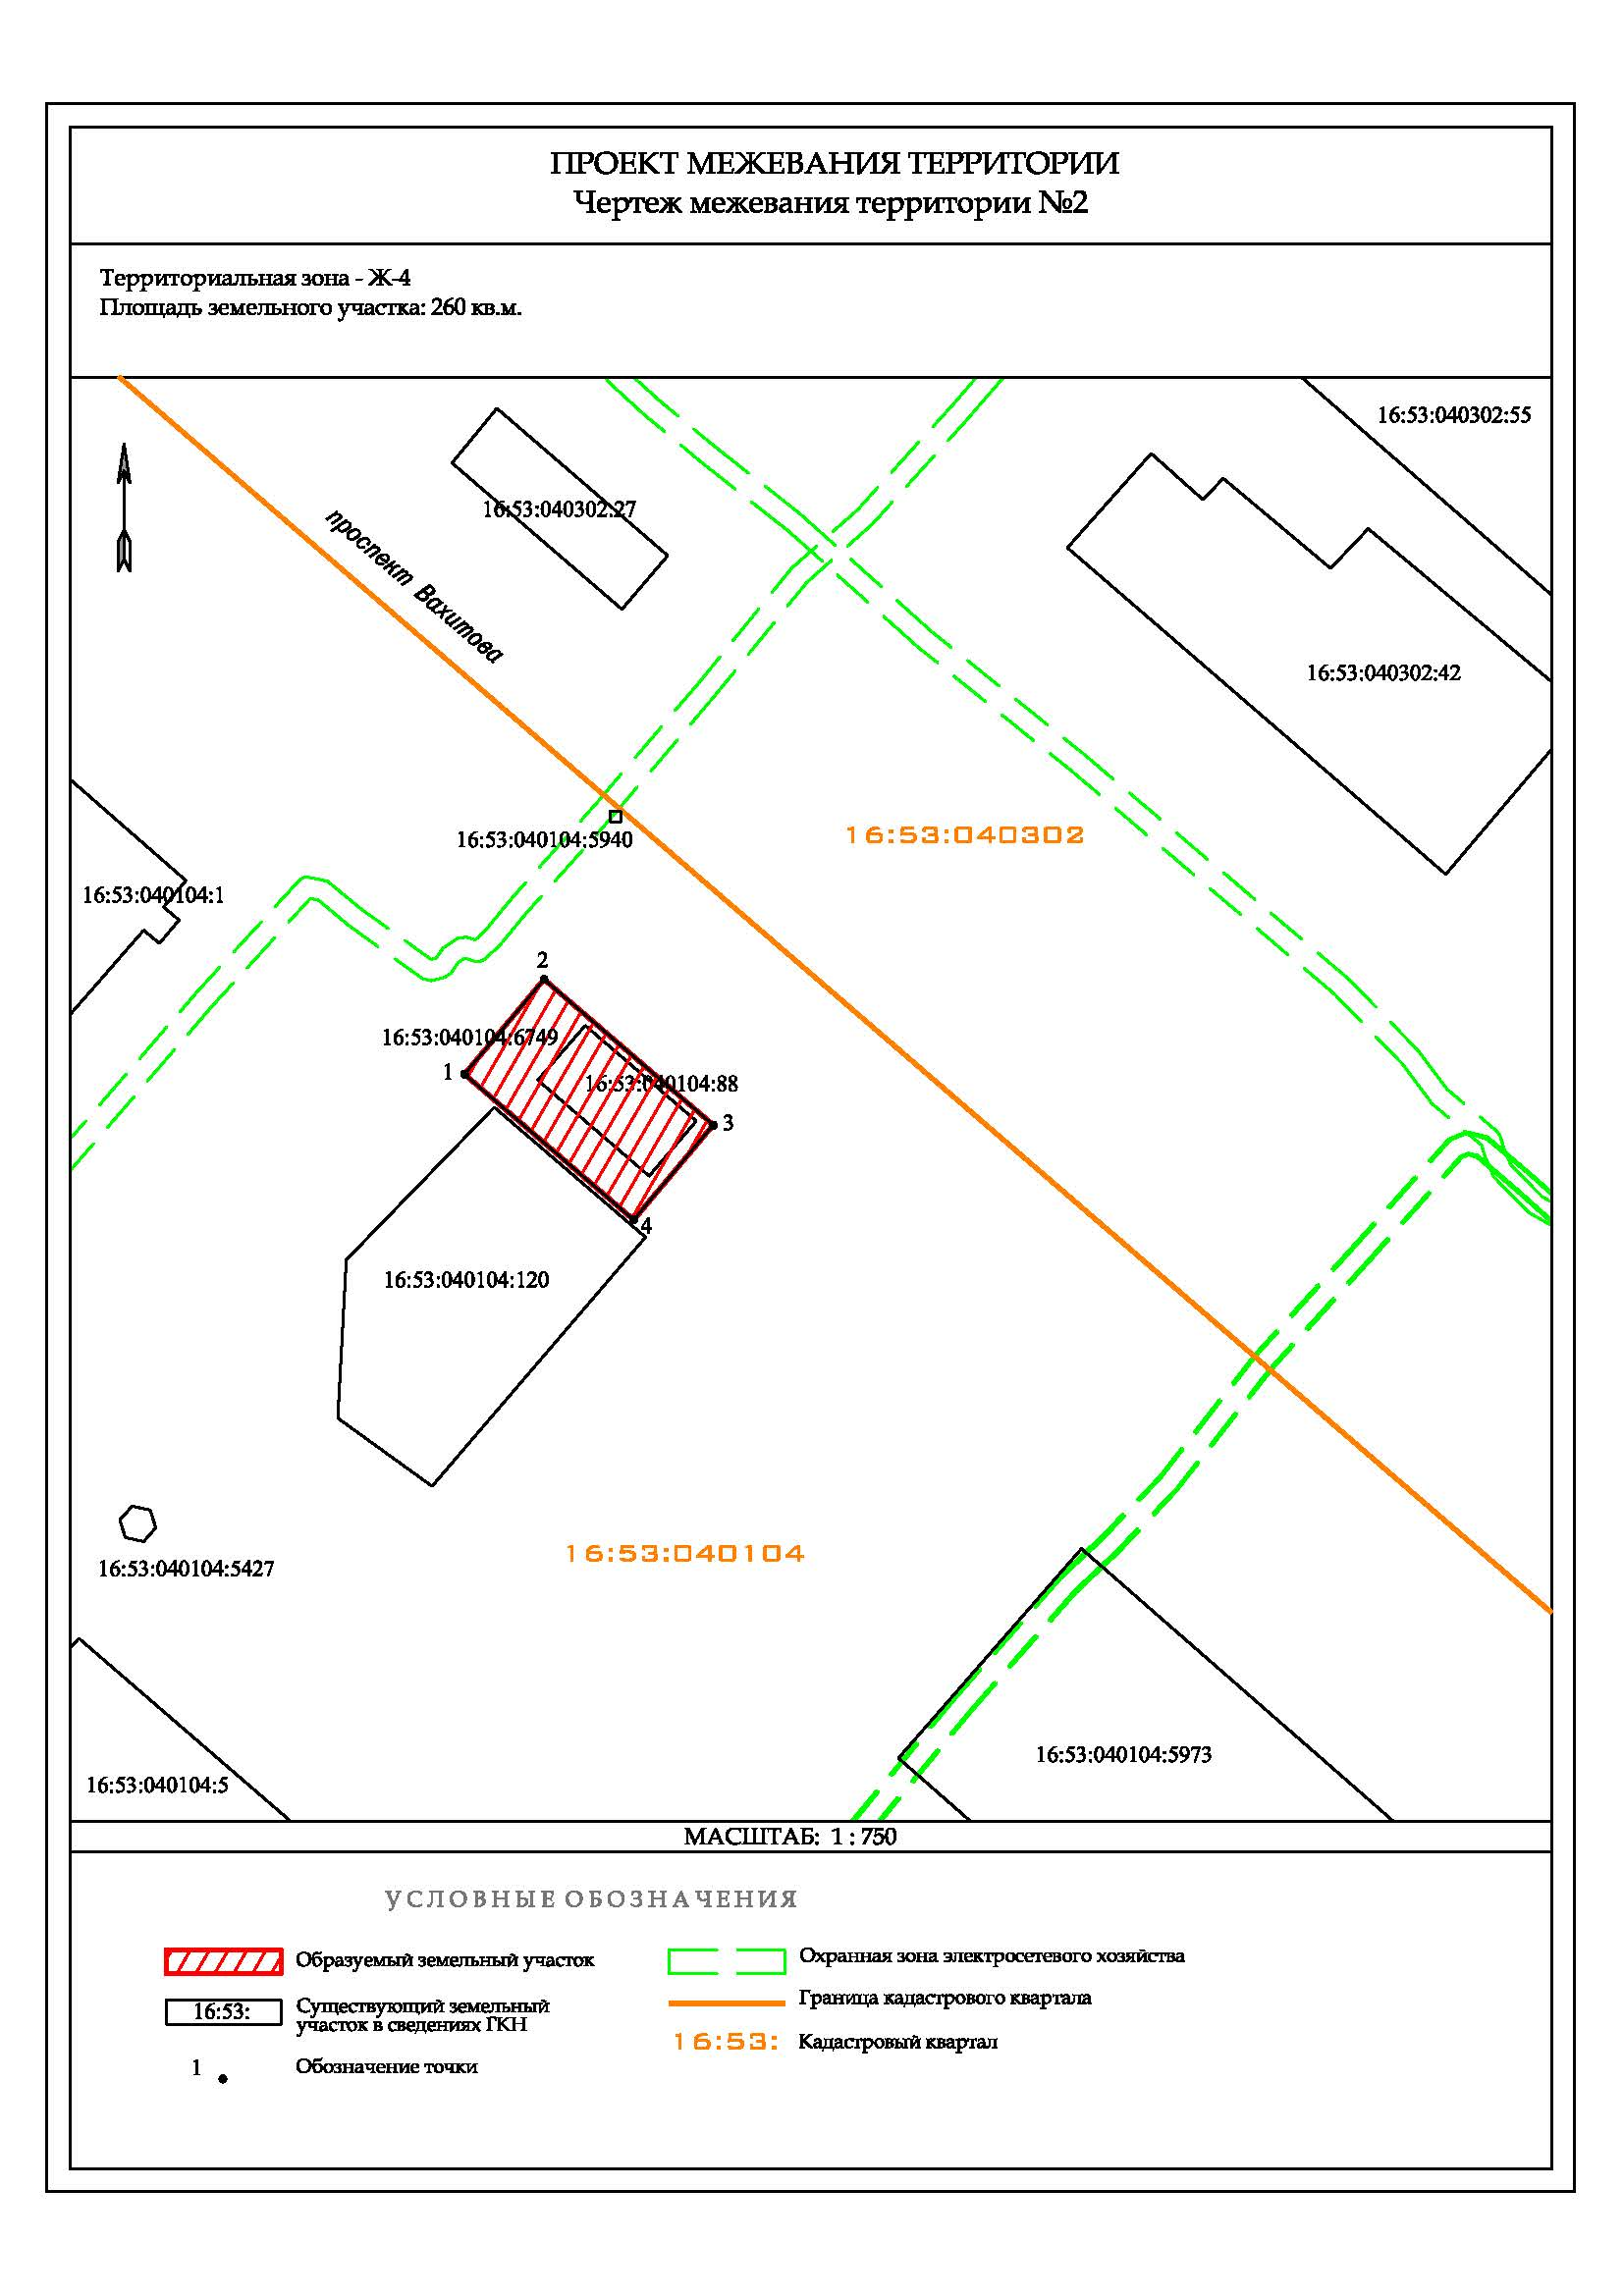 ПРОЕКТ МЕЖЕВАНИЯ ТЕРРИТОРИИ
Чертеж межевания территории №2
Территориальная зона - Ж-4
Площадь земельного участка: 260 кв.м.
16:53:040302:55
16:53:040302:27
проспект Вахитова
16:53:040302:42
16:53:040302
16:53:040104:5940
16:53:040104:1
2
16:53:040104:6749
1
16:53:040104:88
3
4
16:53:040104:120
16:53:040104
16:53:040104:5427
16:53:040104:5973
16:53:040104:5
МАСШТАБ: 1 : 750
УСЛОВНЫЕ ОБОЗНАЧЕНИЯ
Образуемый земельный участок
16:53:
Существующий земельный
участок в сведениях ГКН
1
Обозначение точки
Охранная зона электросетевого хозяйства
Граница кадастрового квартала
16:53:
Кадастровый квартал